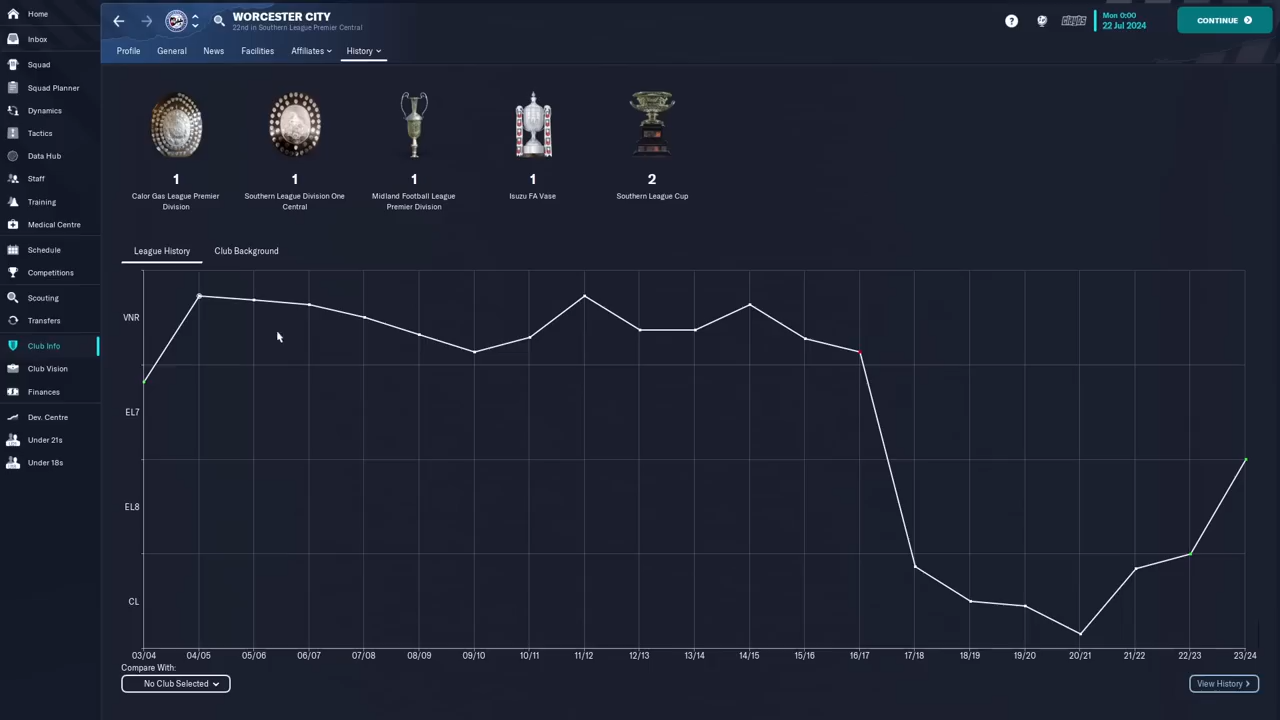 Home
WORCESTER CITY
22nd in Southern League Premier Central
Mon 0:00
22 Jul 2024
CONTINUE
Inbox
Profile
General
News
Facilities
Affiliates
History
Squad
Squad Planner
Dynamics
Tactics
Data Hub
Staff
Training
Medical Centre
Schedule
Competitions
Scouting
Transfers
Club Info
Club Vision
Finances
Dev. Centre
Under 21s
Under 18s
1
Calor Gas League Premier
Division
1
Southern League Division One
Central
1
Midland Football League
Premier Division
1
Isuzu FA Vase
2
Southern League Cup
League History
Club Background
VNR
EL7
EL8
CL
03/04
04/05
05/06
06/07
07/08
08/09
09/10
10/11
11/12
12/13
13/14
14/15
15/16
16/17
17/18
18/19
19/20
20/21
21/22
22/23
23/24
Compare With:
No Club Selected
View History